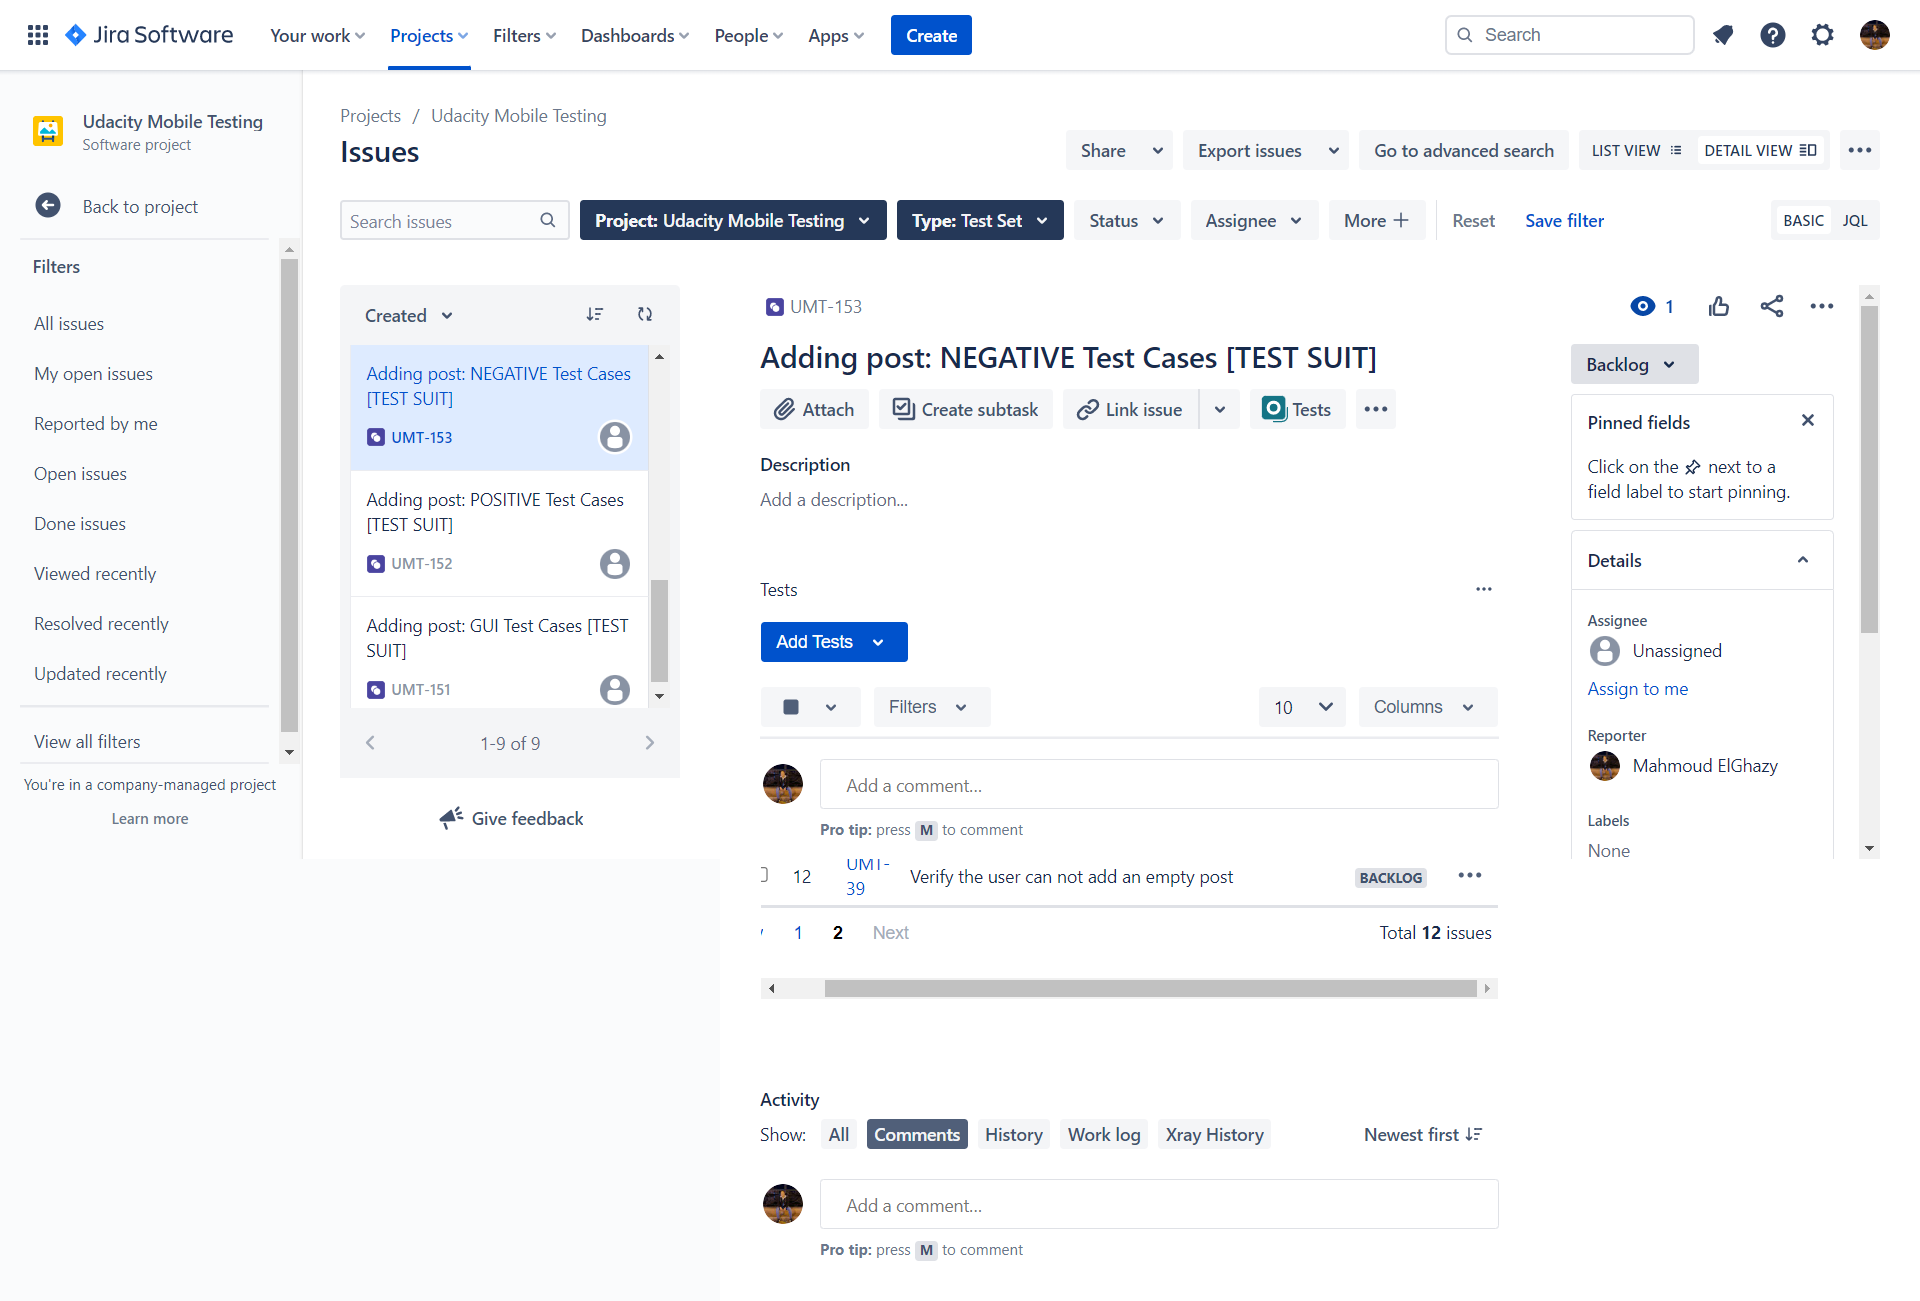 Jira Software
Your work
Projects
Filters
Dashboards
People
Apps
Create
Search
Udacity Mobile Testing
Software project
Back to project
Filters
All issues
My open issues
Reported by me
Open issues
Done issues
Viewed recently
Resolved recently
Updated recently
View all filters
You're in a company-managed project
Learn more
Projects / Udacity Mobile Testing
Issues
Share
Export issues
Go to advanced search
LIST VIEW
DETAIL VIEW
Search issues
Project: Udacity Mobile Testing
Type: Test Set
Status
Assignee
More
Reset
Save filter
BASIC
JQL
Created
Adding post: NEGATIVE Test Cases
[TEST SUIT]
UMT-153
Adding post: POSITIVE Test Cases
[TEST SUIT]
UMT-152
Adding post: GUI Test Cases [TEST
SUIT]
UMT-151
1-9 of 9
Give feedback
UMT-153
1
Adding post: NEGATIVE Test Cases [TEST SUIT]
Attach
Create subtask
Link issue
Tests
Description
Add a description...
Tests
Add Tests
Filters
10
Columns
Add a comment...
Pro tip: press M to comment
12
UMT-
39
Verify the user can not add an empty post
BACKLOG
1
2
Next
Total 12 issues
Activity
Show:
All
Comments
History
Work log
Xray History
Newest first
Add a comment...
Pro tip: press M to comment
Backlog
Pinned fields
Click on the next to a
field label to start pinning.
Details
Assignee
Unassigned
Assign to me
Reporter
Mahmoud ElGhazy
Labels
None